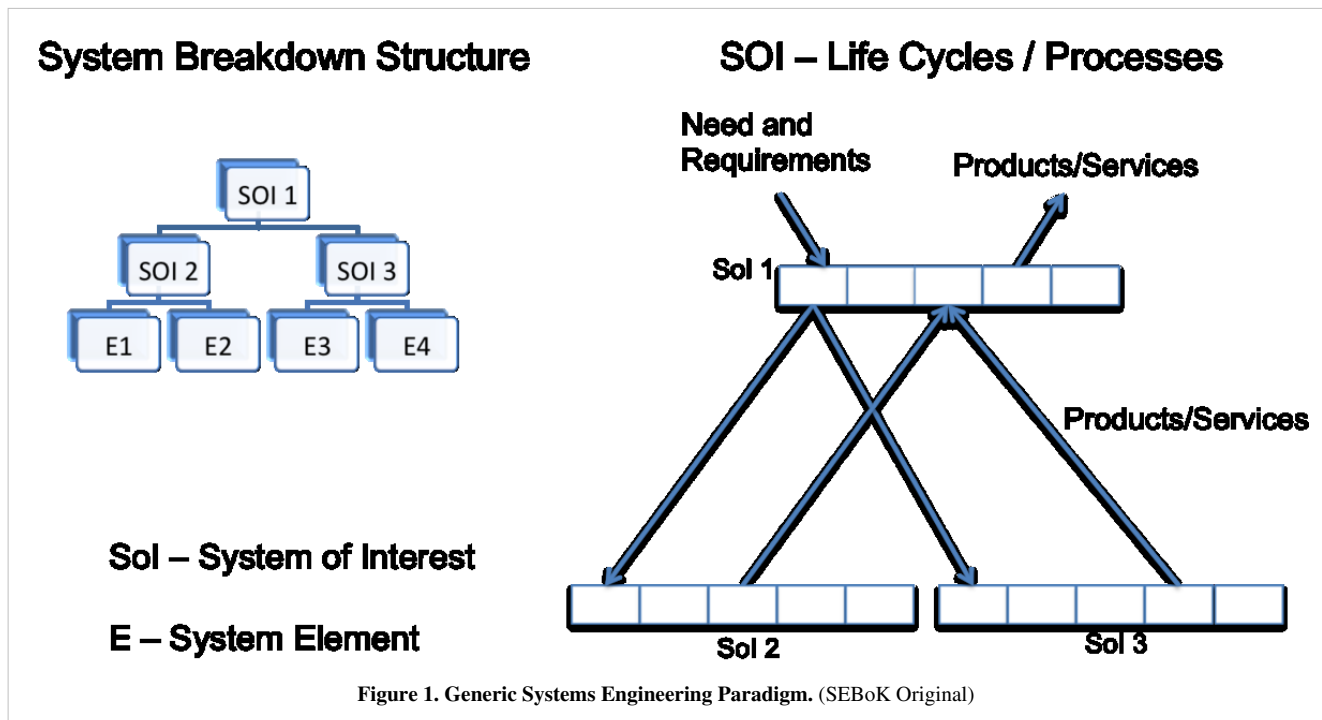 System Breakdown Structure
SOI – Life Cycles / Processes
Need and
Requirements
Products/Services
SOI 1
SOI 2
SOI 3
E1
E2
E3
E4
SoI 1
Products/Services
SoI – System of Interest
E – System Element
SoI 2
SoI 3
Figure 1. Generic Systems Engineering Paradigm. (SEBoK Original)